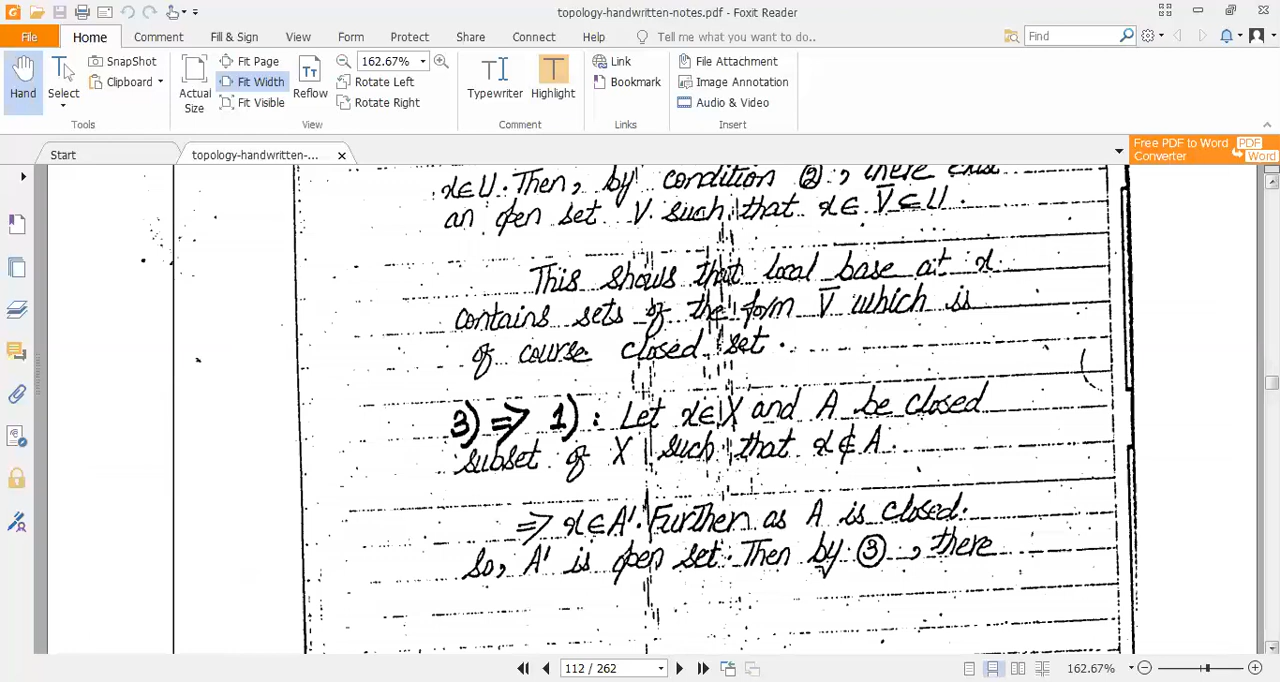 topology-handwritten-notes.pdf - Foxit Reader
File Home Comment Fill & Sign View Form Protect Share Connect Help Tell me what you want to do.. Find
Hand
Select
SnapShot
Clipboard
Tools
Actual Size
Fit Page
Fit Width
Fit Visible
Reflow
162.67%
Rotate Left
Rotate Right
View
Typewriter
Highlight
Comment
Link
Bookmark
Links
File Attachment
Image Annotation
Audio & Video
Insert
Start
topology-handwritten-...
Free PDF to Word Converter
PDF
Word
x∈U. Then, by condition ②, there exist
an open set V such that x∈ V̅ ⊆ U.
This shows that local base at x
contains sets of the form V̅ which is
of course closed set.
3) ⇒ 1): Let x∈X and A be closed
subset of X such that x∉A.
⇒ x∈A'. Further as A is closed.
So, A' is open set. Then by ③, there
112 / 262
162.67%